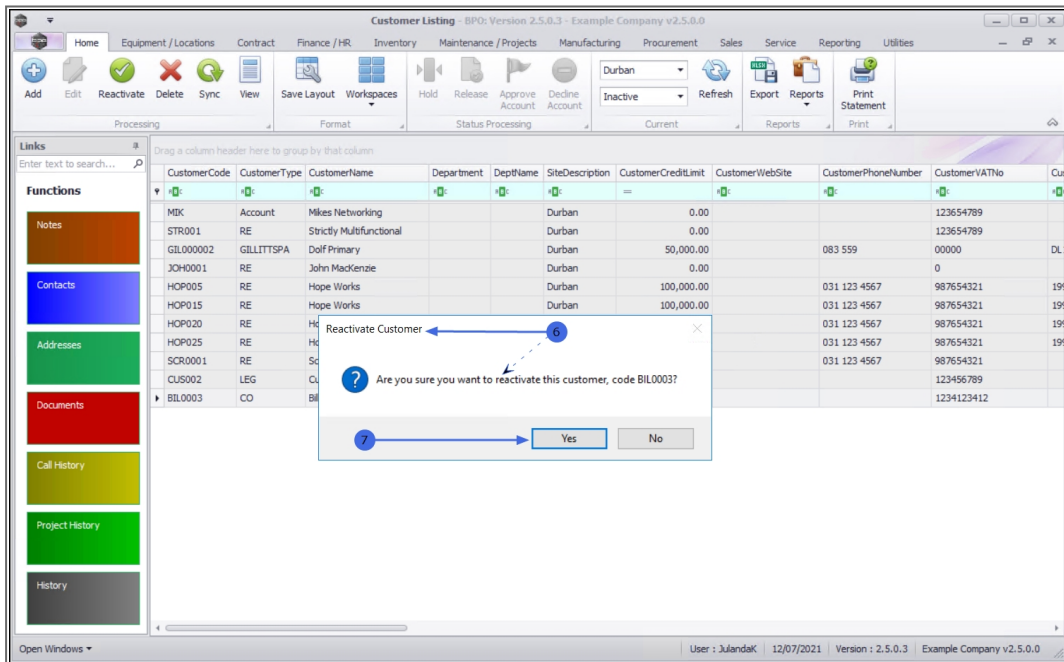 Customer Listing - BPO: Version 2.5.0.3 - Example Company v2.5.0.0
Home Equipment / Locations Contract Finance / HR Inventory Maintenance / Projects Manufacturing Procurement Sales Service Reporting Utilities
Add Edit Reactivate Delete Sync View Save Layout Workspaces Hold Release Approve Account Decline Account Durban Inactive Refresh Export Reports Print Statement
Processing Format Status Processing Current Reports Print
Links
Enter text to search...
Drag a column header here to group by that column
CustomerCode CustomerType CustomerName Department DeptName SiteDescription CustomerCreditLimit CustomerWebSite CustomerPhoneNumber CustomerVATNo Cus
=
MIK Account Mikes Networking Durban 0.00 123654789
STR001 RE Strictly Multifunctional Durban 0.00 123654789
GIL000002 GILLITTSPA Dolf Primary Durban 50,000.00 083 559 00000 DL
JOH0001 RE John MacKenzie Durban 0.00 0
HOP005 RE Hope Works Durban 100,000.00 031 123 4567 987654321 199
HOP015 RE Hope Works Durban 100,000.00 031 123 4567 987654321 199
HOP020 RE Ho 031 123 4567 987654321 199
HOP025 RE Ho 031 123 4567 987654321 199
SCR0001 RE Sc 031 123 4567 987654321
CUS002 LEG Cu 123456789
BIL0003 CO Bil 1234123412
Functions
Notes
Contacts
Addresses
Documents
Call History
Project History
History
Reactivate Customer
6
Are you sure you want to reactivate this customer, code BIL0003?
7
Yes No
Open Windows
User : JulandaK 12/07/2021 Version : 2.5.0.3 Example Company v2.5.0.0